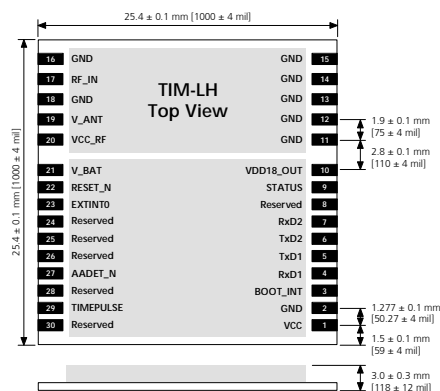 25.4 ± 0.1 mm [1000 ± 4 mil]
25.4 ± 0.1 mm [1000 ± 4 mil]
TIM-LH
Top View
16 GND GND 15
17 RF_IN GND 14
18 GND GND 13
19 V_ANT GND 12
20 VCC_RF GND 11
21 V_BAT VDD18_OUT 10
22 RESET_N STATUS 9
23 EXTINT0 Reserved 8
24 Reserved RxD2 7
25 Reserved TxD2 6
26 Reserved TxD1 5
27 AADET_N RxD1 4
28 Reserved BOOT_INT 3
29 TIMEPULSE GND 2
30 Reserved VCC 1
1.9 ± 0.1 mm
[75 ± 4 mil]
2.8 ± 0.1 mm
[110 ± 4 mil]
1.277 ± 0.1 mm
[50.27 ± 4 mil]
1.5 ± 0.1 mm
[59 ± 4 mil]
3.0 ± 0.3 mm
[118 ± 12 mil]